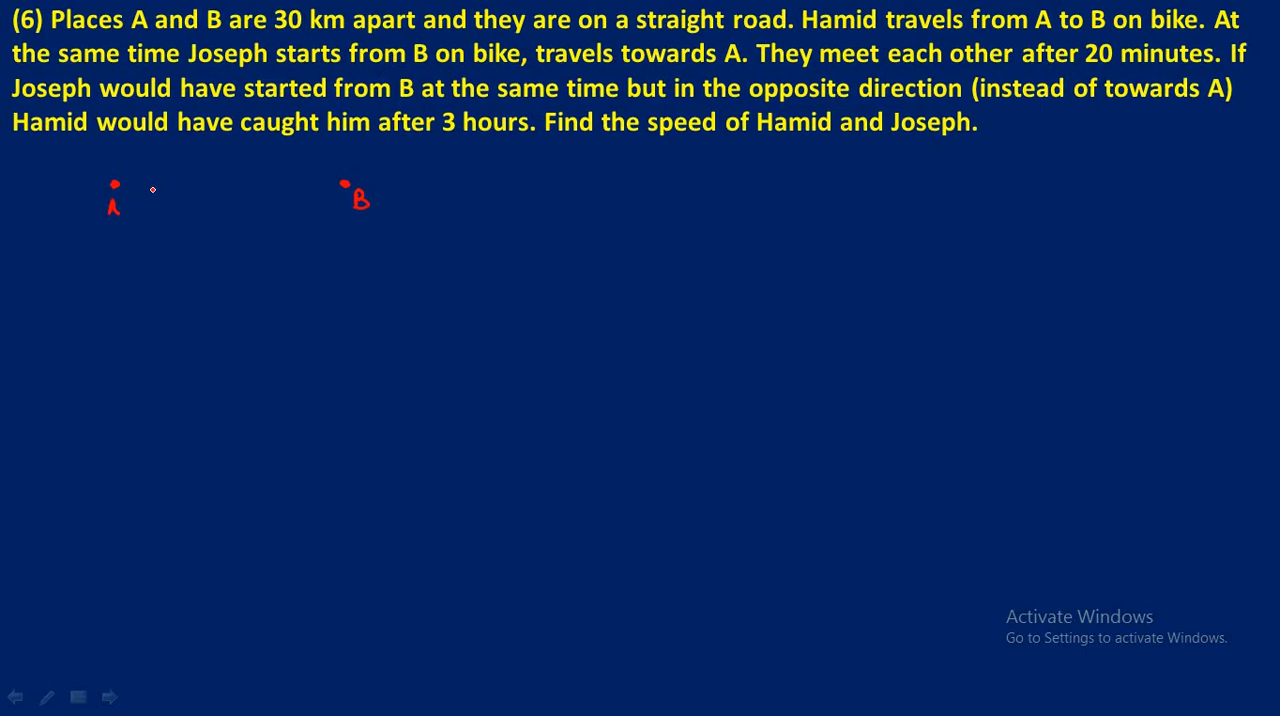 (6) Places A and B are 30 km apart and they are on a straight road. Hamid travels from A to B on bike. At
the same time Joseph starts from B on bike, travels towards A. They meet each other after 20 minutes. If
Joseph would have started from B at the same time but in the opposite direction (instead of towards A)
Hamid would have caught him after 3 hours. Find the speed of Hamid and Joseph.
A B
Activate Windows
Go to Settings to activate Windows.